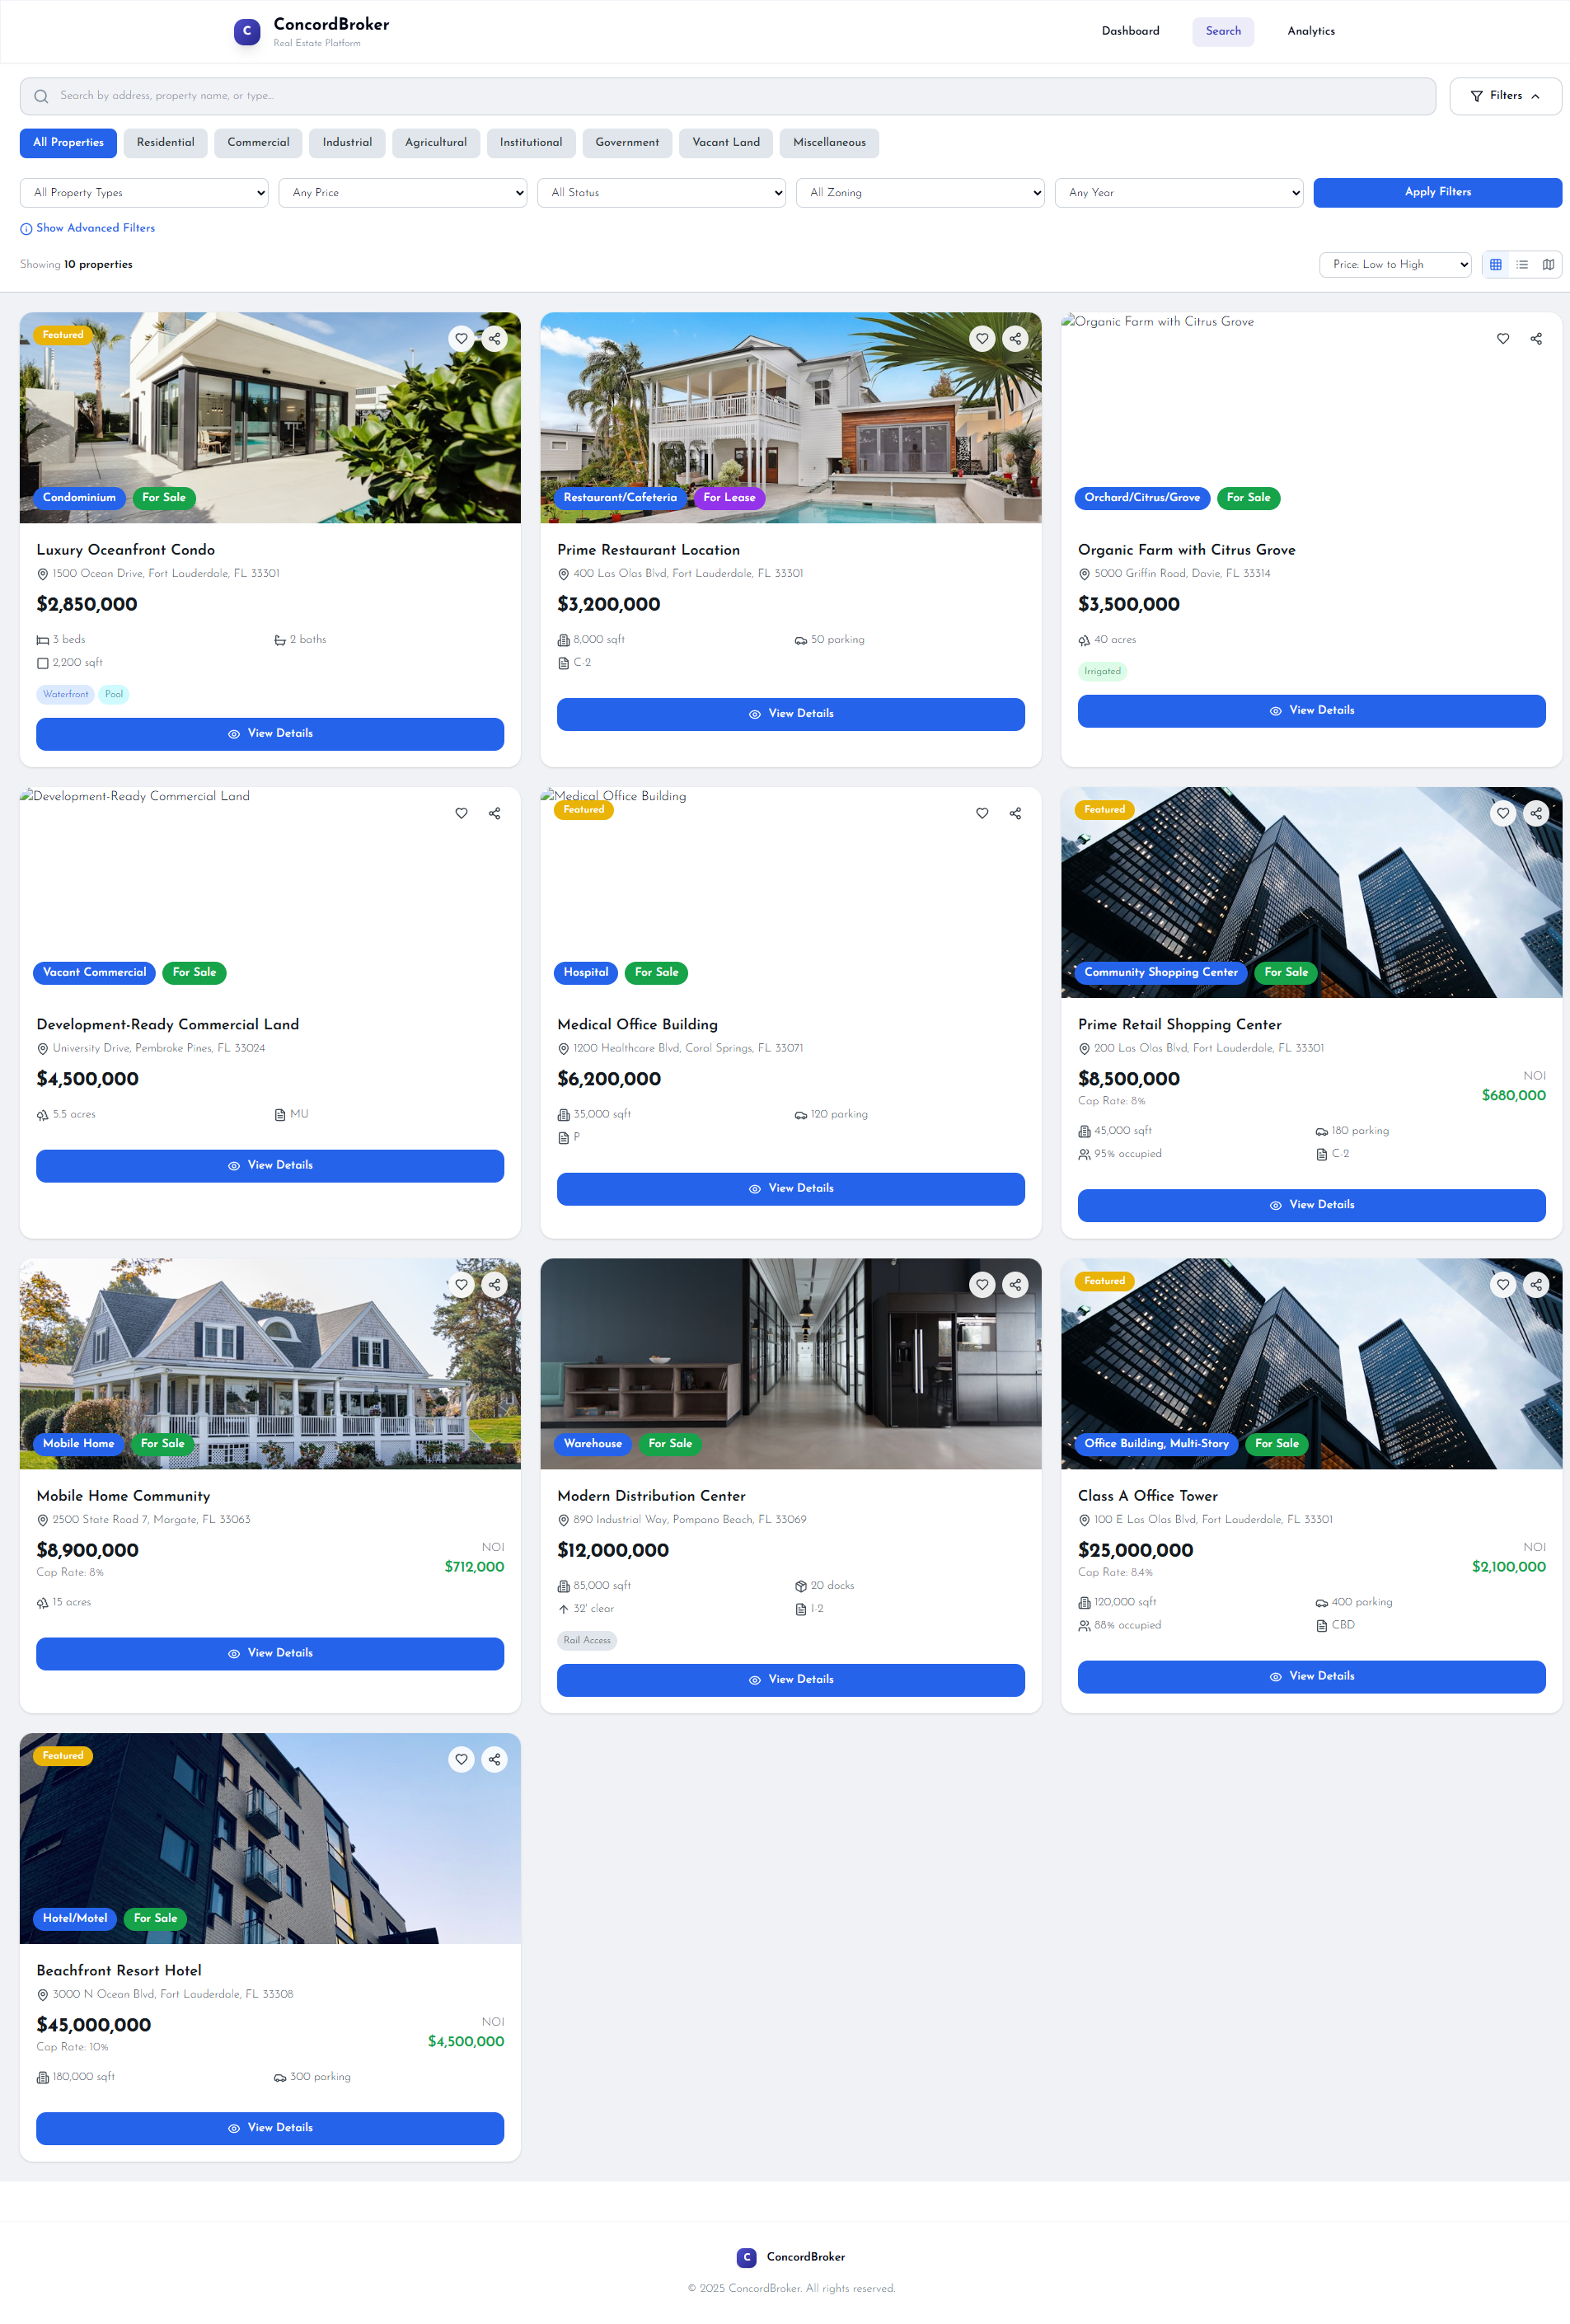 C
ConcordBroker
Real Estate Platform
Dashboard
Search
Analytics
Search by address, property name, or type...
Filters
All Properties
Residential
Commercial
Industrial
Agricultural
Institutional
Government
Vacant Land
Miscellaneous
All Property Types
Any Price
All Status
All Zoning
Any Year
Apply Filters
Show Advanced Filters
Showing 10 properties
Price: Low to High
Featured
Condominium
For Sale
Luxury Oceanfront Condo
1500 Ocean Drive, Fort Lauderdale, FL 33301
$2,850,000
3 beds
2 baths
2,200 sqft
Waterfront
Pool
View Details
Restaurant/Cafeteria
For Lease
Prime Restaurant Location
400 Las Olas Blvd, Fort Lauderdale, FL 33301
$3,200,000
8,000 sqft
50 parking
C-2
View Details
Organic Farm with Citrus Grove
Orchard/Citrus/Grove
For Sale
Organic Farm with Citrus Grove
5000 Griffin Road, Davie, FL 33314
$3,500,000
40 acres
Irrigated
View Details
Development-Ready Commercial Land
Vacant Commercial
For Sale
Development-Ready Commercial Land
University Drive, Pembroke Pines, FL 33024
$4,500,000
5.5 acres
MU
View Details
Medical Office Building
Featured
Hospital
For Sale
Medical Office Building
1200 Healthcare Blvd, Coral Springs, FL 33071
$6,200,000
35,000 sqft
120 parking
P
View Details
Featured
Community Shopping Center
For Sale
Prime Retail Shopping Center
200 Las Olas Blvd, Fort Lauderdale, FL 33301
$8,500,000
Cap Rate: 8%
NOI
$680,000
45,000 sqft
180 parking
95% occupied
C-2
View Details
Mobile Home
For Sale
Mobile Home Community
2500 State Road 7, Margate, FL 33063
$8,900,000
Cap Rate: 8%
NOI
$712,000
15 acres
View Details
Warehouse
For Sale
Modern Distribution Center
890 Industrial Way, Pompano Beach, FL 33069
$12,000,000
85,000 sqft
20 docks
32' clear
I-2
Rail Access
View Details
Featured
Office Building, Multi-Story
For Sale
Class A Office Tower
100 E Las Olas Blvd, Fort Lauderdale, FL 33301
$25,000,000
Cap Rate: 8.4%
NOI
$2,100,000
120,000 sqft
400 parking
88% occupied
CBD
View Details
Featured
Hotel/Motel
For Sale
Beachfront Resort Hotel
3000 N Ocean Blvd, Fort Lauderdale, FL 33308
$45,000,000
Cap Rate: 10%
NOI
$4,500,000
180,000 sqft
300 parking
View Details
C
ConcordBroker
© 2025 ConcordBroker. All rights reserved.